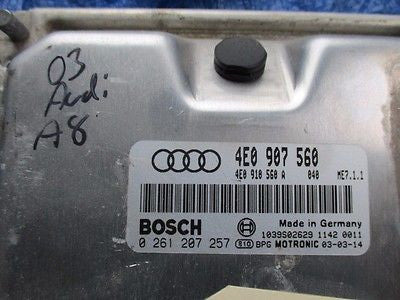 03
Audi
A8
4E0 907 560
4E0 910 560 A 040 ME7.1.1
BOSCH Made in Germany
1039S02629 1142 0011
0 261 207 257 810 BPG MOTRONIC 03-03-14